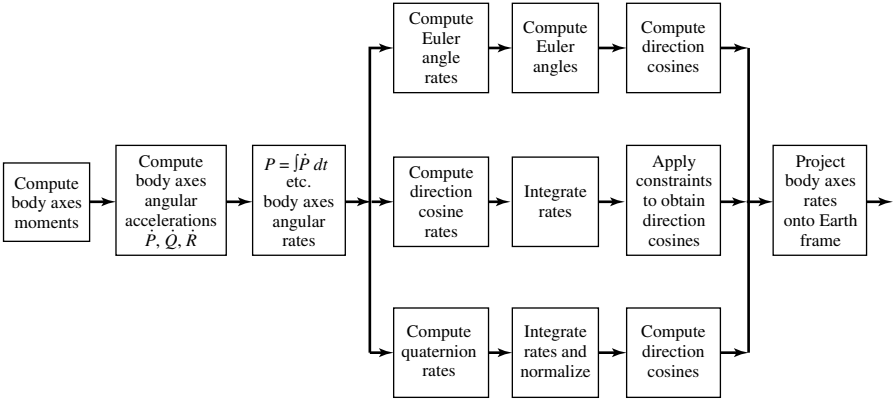 Compute
body axes
moments
Compute
body axes
angular
accelerations
Ṗ, Q̇, Ṙ
P = ∫Ṗ dt
etc.
body axes
angular
rates
Compute
Euler
angle
rates
Compute
Euler
angles
Compute
direction
cosines
Compute
direction
cosine
rates
Integrate
rates
Apply
constraints
to obtain
direction
cosines
Compute
quaternion
rates
Integrate
rates and
normalize
Compute
direction
cosines
Project
body axes
rates
onto Earth
frame